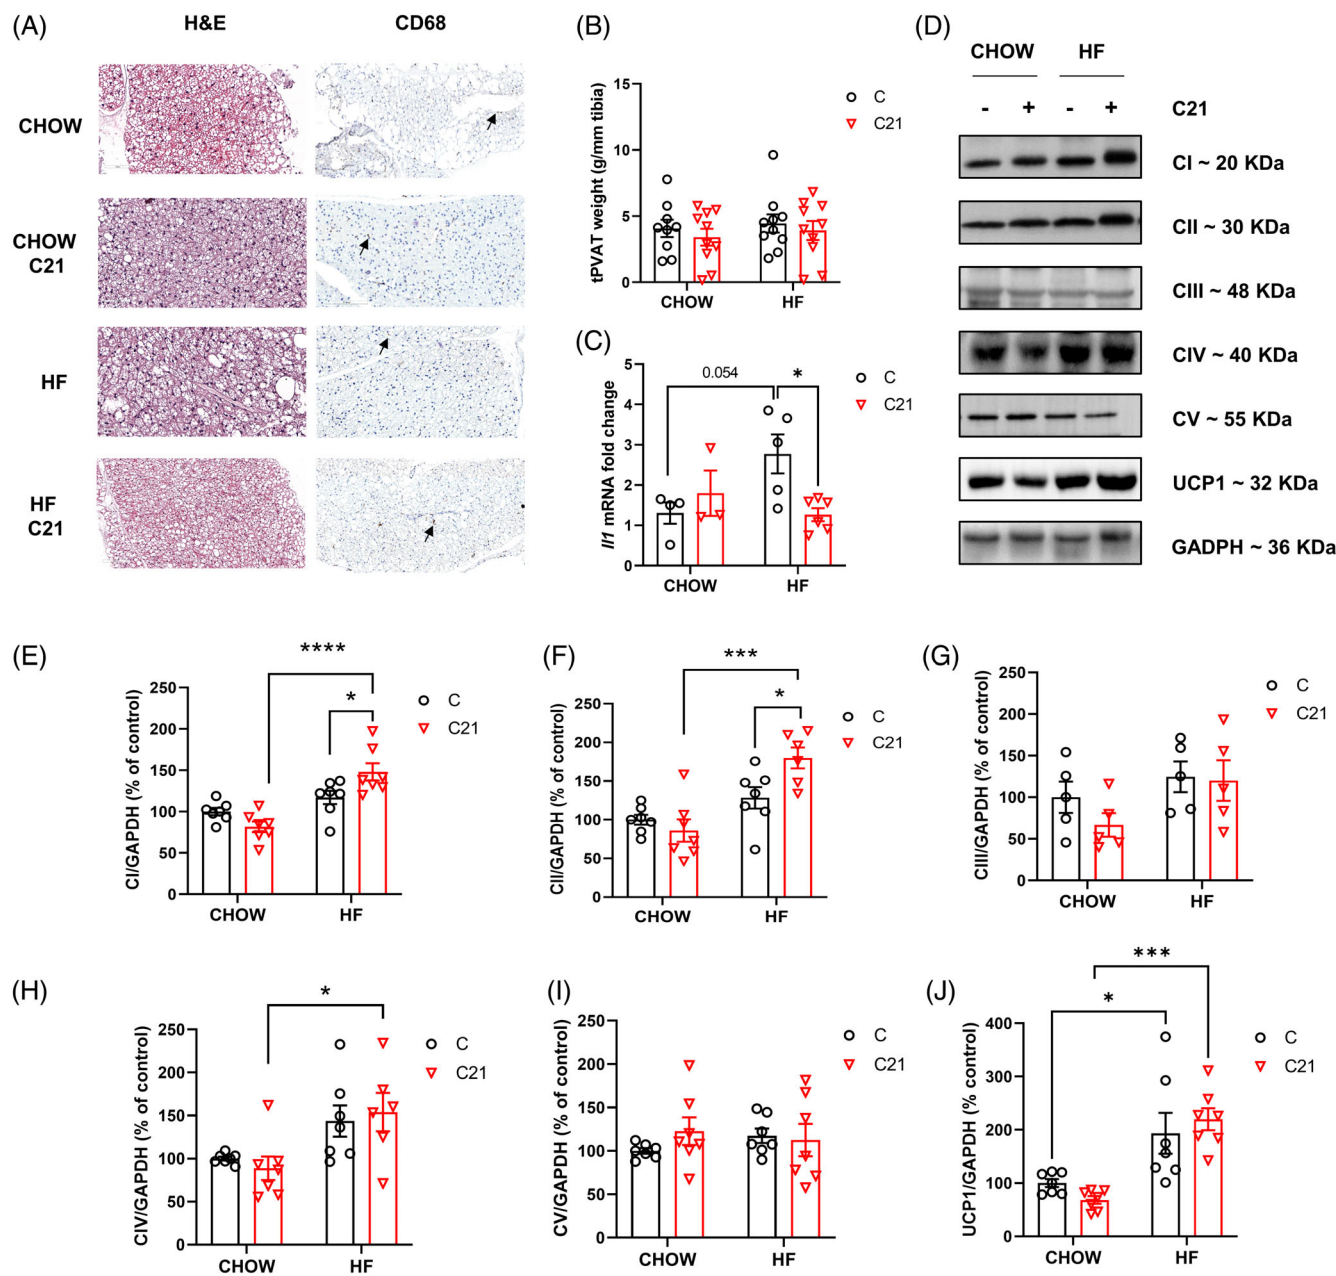 (A)
H&E
CD68
CHOW
CHOW
C21
HF
HF
C21
(B)
tPVAT weight (g/mm tibia)
15
10
5
0
CHOW
HF
C
C21
(C)
Il1 mRNA fold change
5
4
3
2
1
0
0.054
*
CHOW
HF
C
C21
(D)
CHOW HF
- + - + C21
CI ~ 20 KDa
CII ~ 30 KDa
CIII ~ 48 KDa
CIV ~ 40 KDa
CV ~ 55 KDa
UCP1 ~ 32 KDa
GADPH ~ 36 KDa
(E)
CI/GAPDH (% of control)
250
200
150
100
50
0
****
*
CHOW
HF
C
C21
(F)
CII/GAPDH (% of control)
250
200
150
100
50
0
***
*
CHOW
HF
C
C21
(G)
CIII/GAPDH (% of control)
250
200
150
100
50
0
CHOW
HF
C
C21
(H)
CIV/GAPDH (% of control)
250
200
150
100
50
0
*
CHOW
HF
C
C21
(I)
CV/GAPDH (% of control)
250
200
150
100
50
0
CHOW
HF
C
C21
(J)
UCP1/GAPDH (% of control)
400
300
200
100
0
*
***
CHOW
HF
C
C21